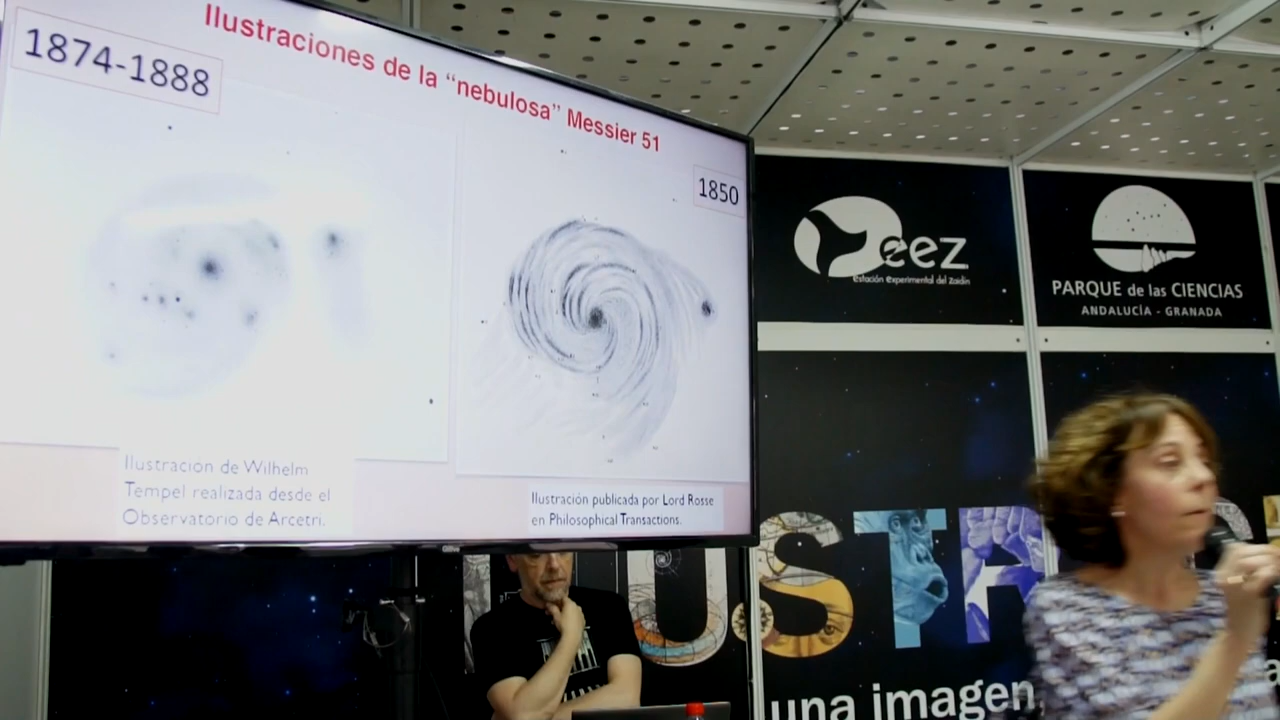 Ilustraciones de la “nebulosa” Messier 51
1874-1888
1850
Ilustración de Wilhelm
Tempel realizada desde el
Observatorio de Arcetri.
Ilustración publicada por Lord Rosse
en Philosophical Transactions.
eez
Estación Experimental del Zaidín
PARQUE de las CIENCIAS
ANDALUCÍA - GRANADA
una imagen